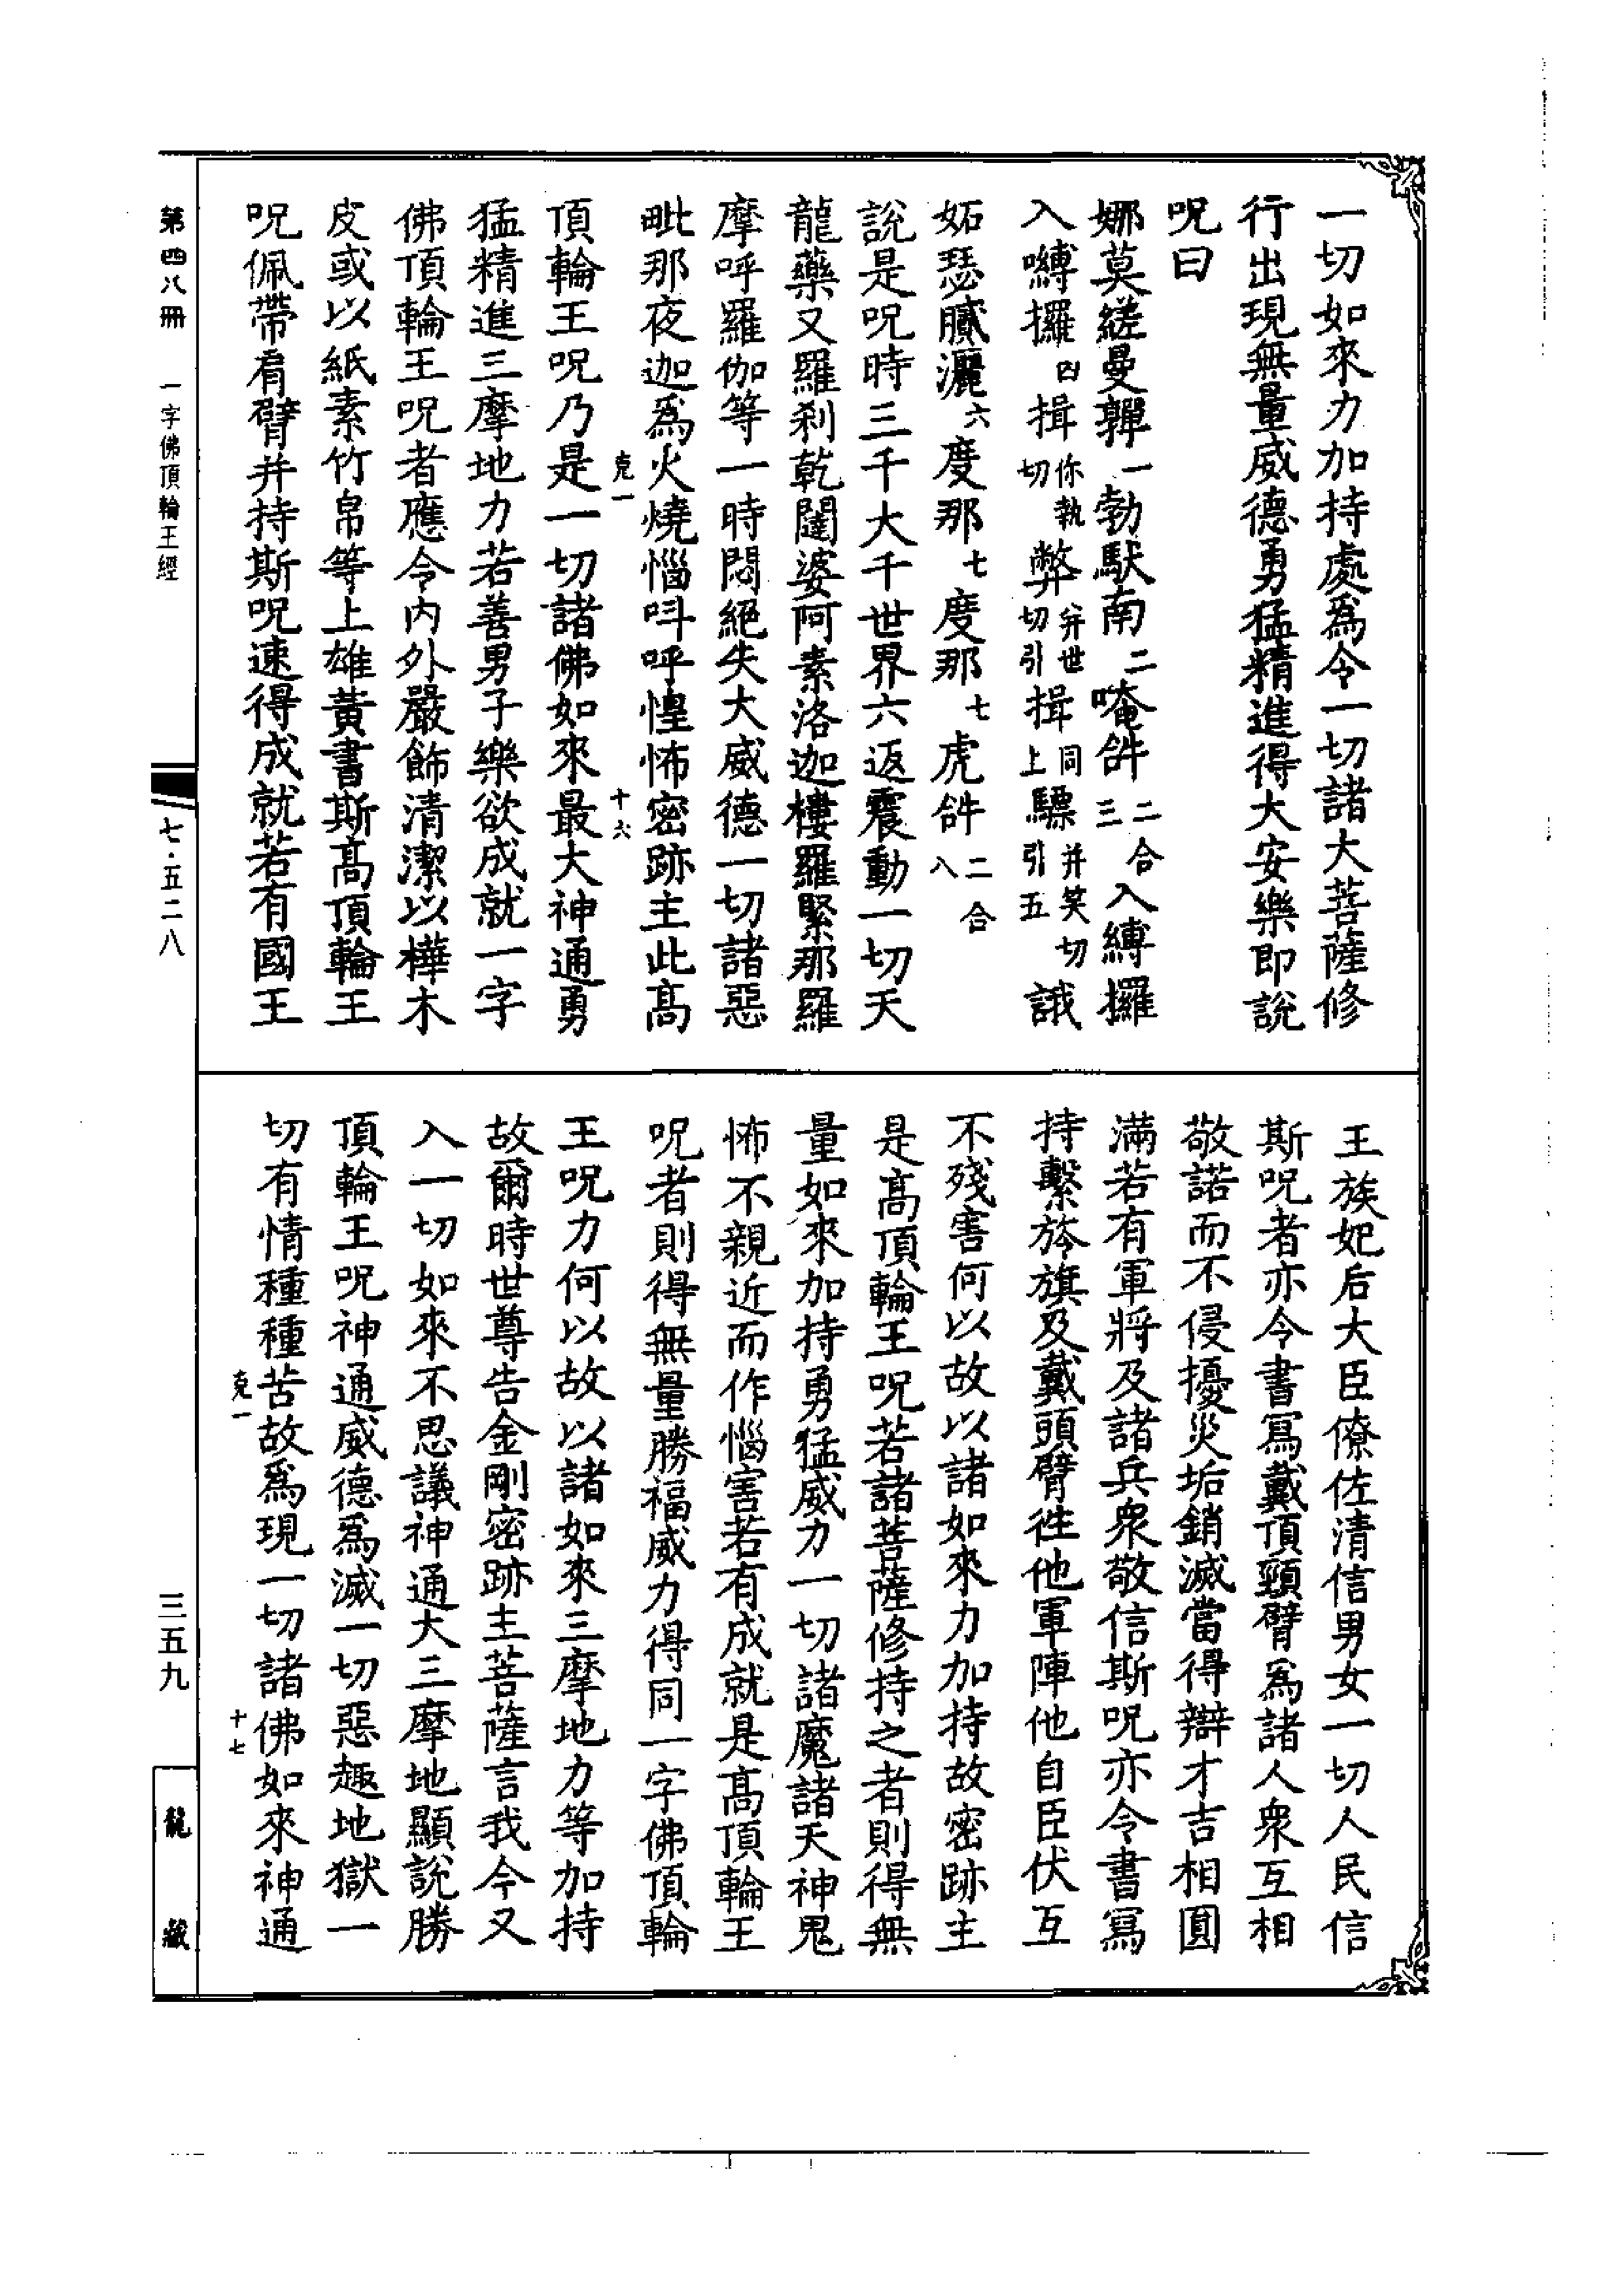 一切如來力加持處爲令一切諸大菩薩修
行出現無量威德勇猛精進得大安樂即說
呪曰
娜莫縒曼亸一勃馱南二唵𤙖二合三入嚩攞
入嚩攞四揖你執切弊弁世切引揖同上驃并笑切引五誐
妬瑟膩灑六度那七度那七虎𤙖二合八
說是呪時三千大千世界六返震動一切天
龍藥叉羅剎乾闥婆阿素洛迦樓羅緊那羅
摩呼羅伽等一時悶絕失大威德一切諸惡
毗那夜迦爲火燒惱呌呼惶怖密跡主此高
頂輪王呪乃是一切諸佛如來最大神通勇
猛精進三摩地力若善男子樂欲成就一字
佛頂輪王呪者應令內外嚴飾清潔以樺木
皮或以紙素竹帛等上雄黃書斯高頂輪王
呪佩帶肩臂并持斯呪速得成就若有國王
克一
十六
王族妃后大臣僚佐清信男女一切人民信
斯呪者亦令書寫戴頂頸臂爲諸人衆互相
敬諾而不侵擾災垢銷滅當得辯才吉相圓
滿若有軍將及諸兵衆敬信斯呪亦令書寫
持繫旍旗及戴頭臂往他軍陣他自臣伏互
不殘害何以故以諸如來力加持故密跡主
是高頂輪王呪若諸菩薩修持之者則得無
量如來加持勇猛威力一切諸魔諸天神鬼
怖不親近而作惱害若有成就是高頂輪王
呪者則得無量勝福威力得同一字佛頂輪
王呪力何以故以諸如來三摩地力等加持
故爾時世尊告金剛密跡主菩薩言我今又
入一切如來不思議神通大三摩地顯說勝
頂輪王呪神通威德爲滅一切惡趣地獄一
切有情種種苦故爲現一切諸佛如來神通
克一
十七
第四八冊 一字佛頂輪王經
七·五二八
三五九
龍藏